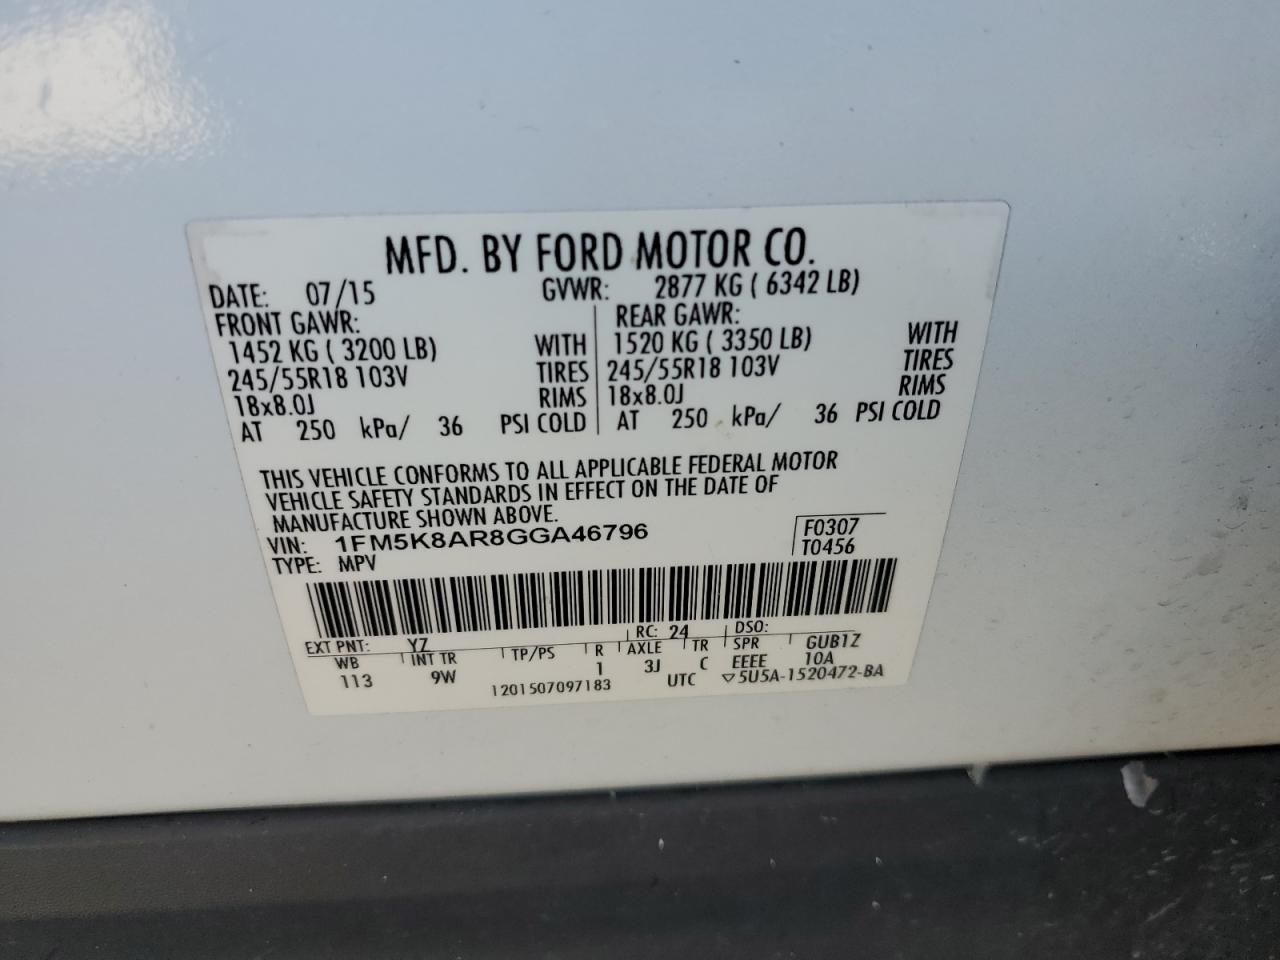 MFD. BY FORD MOTOR CO.
DATE: 07/15 GVWR: 2877 KG ( 6342 LB)
FRONT GAWR: REAR GAWR:
1452 KG ( 3200 LB) WITH 1520 KG ( 3350 LB) WITH
245/55R18 103V TIRES 245/55R18 103V TIRES
18x8.0J RIMS 18x8.0J RIMS
AT 250 kPa/ 36 PSI COLD AT 250 kPa/ 36 PSI COLD
THIS VEHICLE CONFORMS TO ALL APPLICABLE FEDERAL MOTOR
VEHICLE SAFETY STANDARDS IN EFFECT ON THE DATE OF
MANUFACTURE SHOWN ABOVE.
VIN: 1FM5K8AR8GGA46796 F0307
TYPE: MPV T0456
EXT PNT: YZ RC: 24 DSO:
WB INT TR TP/PS R AXLE TR SPR GUB1Z
113 9W 1 3J C EEEE 10A
1201507097183 UTC ▽5U5A-1520472-BA